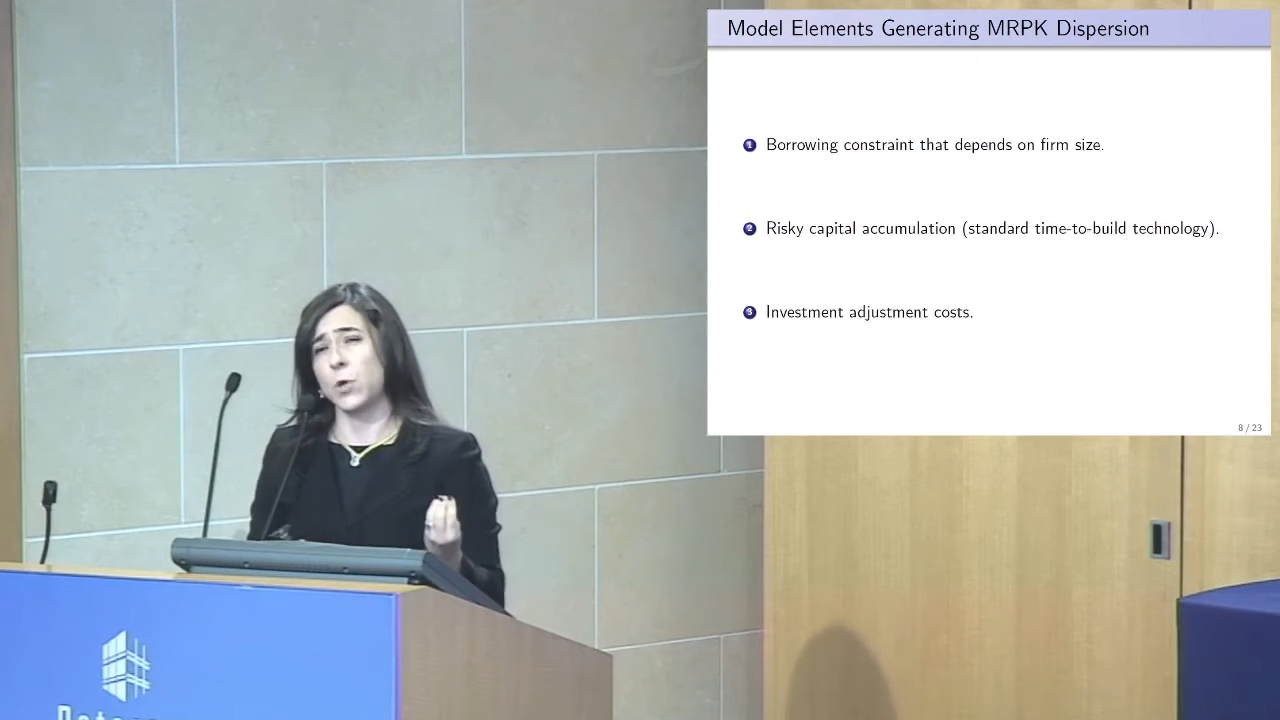 Model Elements Generating MRPK Dispersion
1 Borrowing constraint that depends on firm size.
2 Risky capital accumulation (standard time-to-build technology).
3 Investment adjustment costs.
8 / 23